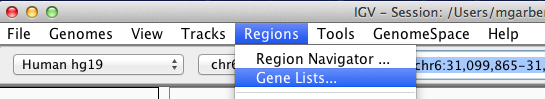 IGV - Session: /Users/mgarber
File Genomes View Tracks Regions Tools GenomeSpace Help
Human hg19 chr6 chr6:31,099,865-31,
Region Navigator ...
Gene Lists...